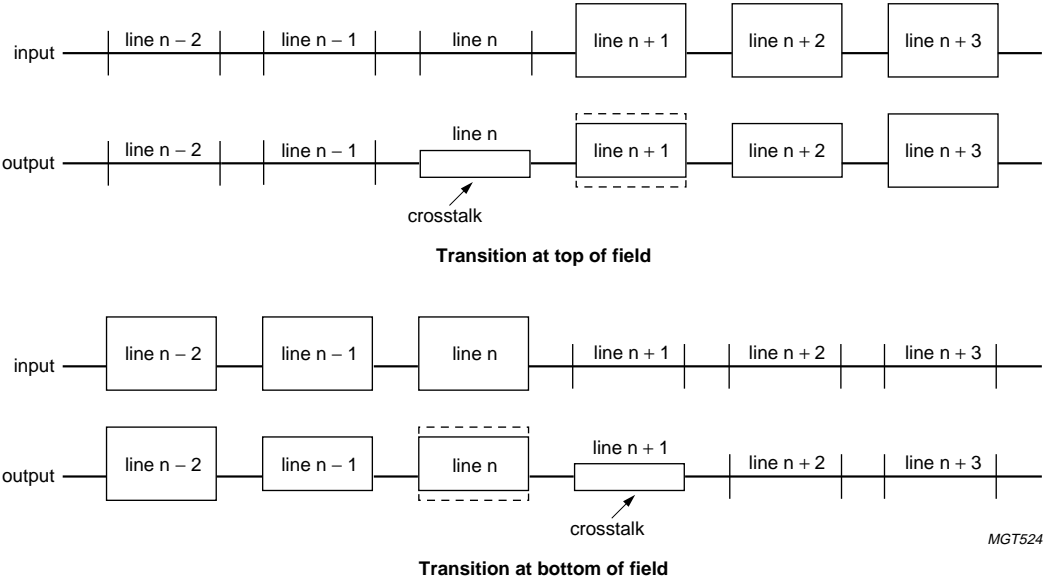 input line n − 2 line n − 1 line n line n + 1 line n + 2 line n + 3
line n
output line n − 2 line n − 1 line n + 1 line n + 2 line n + 3
crosstalk
Transition at top of field
input line n − 2 line n − 1 line n line n + 1 line n + 2 line n + 3
line n + 1
output line n − 2 line n − 1 line n line n + 2 line n + 3
crosstalk
MGT524
Transition at bottom of field